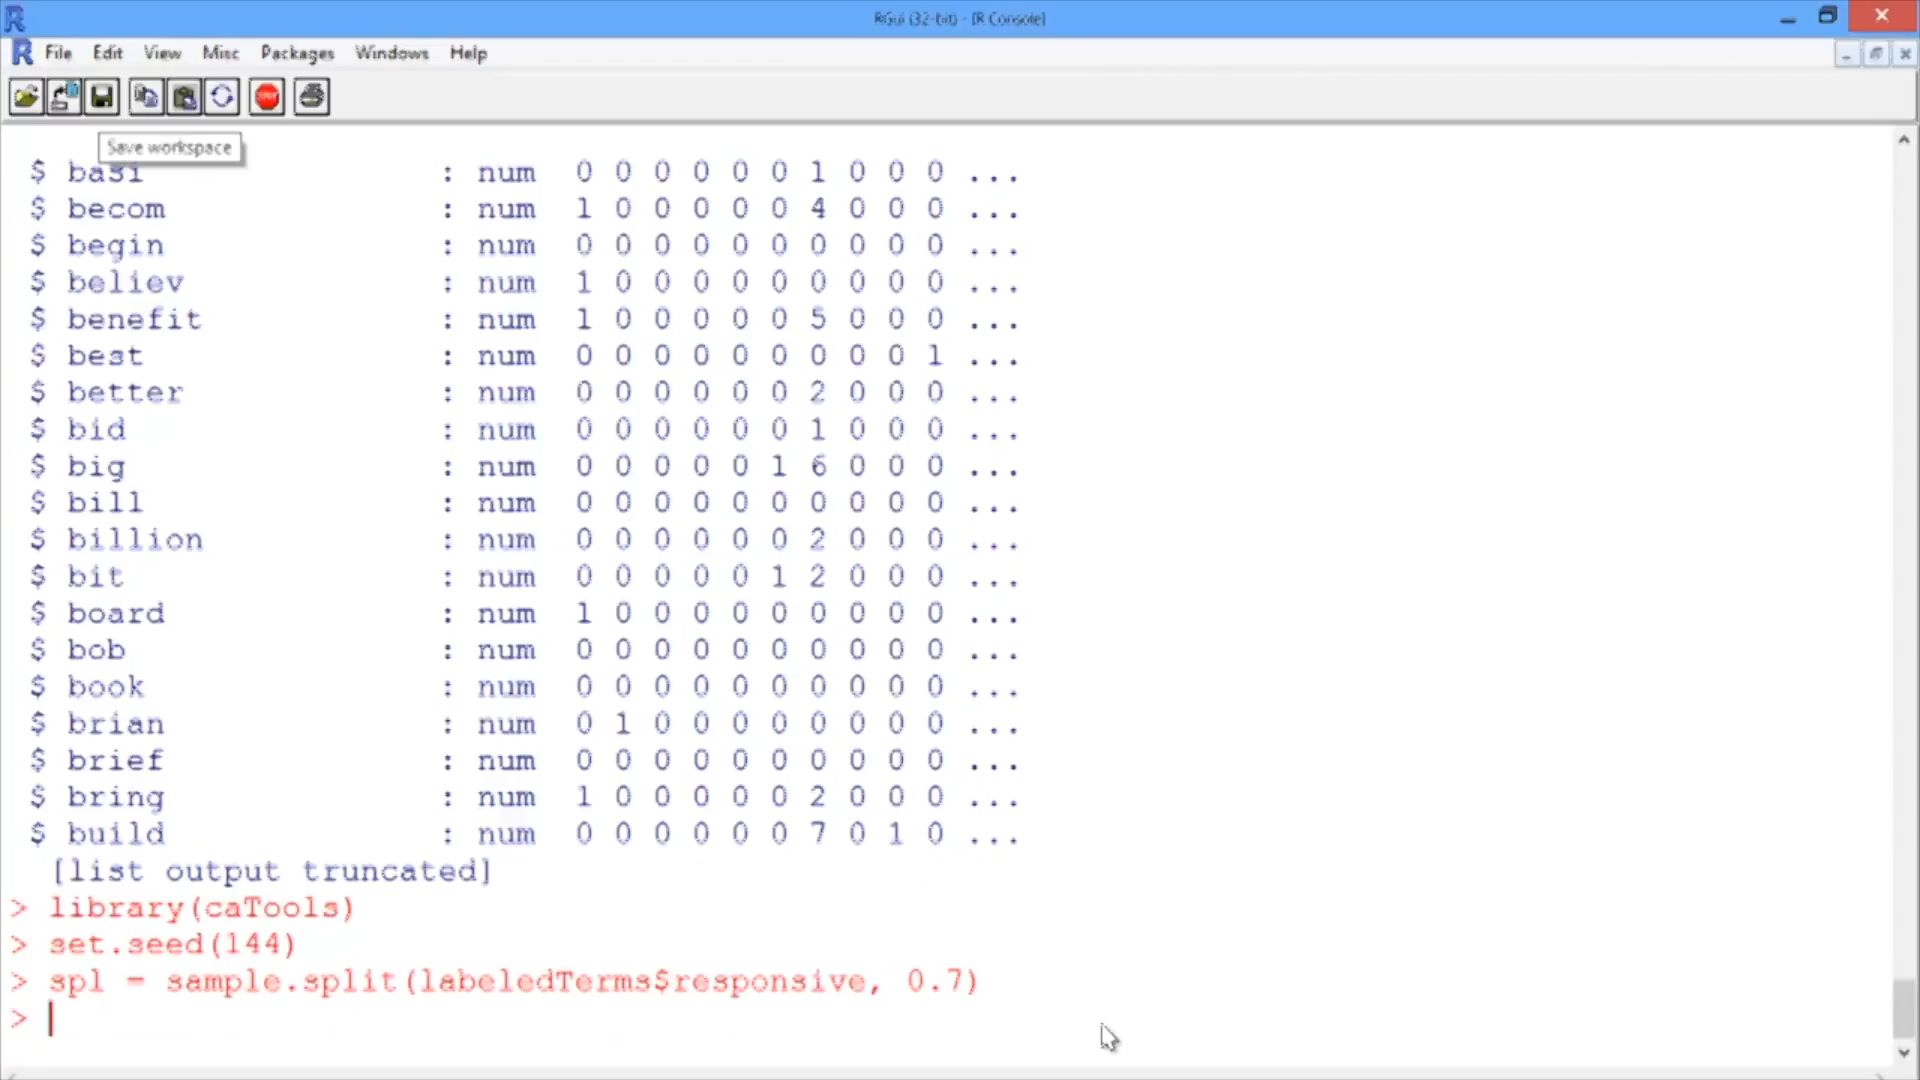 RGui (32-bit) - [R Console]
File Edit View Misc Packages Windows Help
STOP
Save workspace
$ basi : num 0 0 0 0 0 0 1 0 0 0 ...
$ becom : num 1 0 0 0 0 0 4 0 0 0 ...
$ begin : num 0 0 0 0 0 0 0 0 0 0 ...
$ believ : num 1 0 0 0 0 0 0 0 0 0 ...
$ benefit : num 1 0 0 0 0 0 5 0 0 0 ...
$ best : num 0 0 0 0 0 0 0 0 0 1 ...
$ better : num 0 0 0 0 0 0 2 0 0 0 ...
$ bid : num 0 0 0 0 0 0 1 0 0 0 ...
$ big : num 0 0 0 0 0 1 6 0 0 0 ...
$ bill : num 0 0 0 0 0 0 0 0 0 0 ...
$ billion : num 0 0 0 0 0 0 2 0 0 0 ...
$ bit : num 0 0 0 0 0 1 2 0 0 0 ...
$ board : num 1 0 0 0 0 0 0 0 0 0 ...
$ bob : num 0 0 0 0 0 0 0 0 0 0 ...
$ book : num 0 0 0 0 0 0 0 0 0 0 ...
$ brian : num 0 1 0 0 0 0 0 0 0 0 ...
$ brief : num 0 0 0 0 0 0 0 0 0 0 ...
$ bring : num 1 0 0 0 0 0 2 0 0 0 ...
$ build : num 0 0 0 0 0 0 7 0 1 0 ...
[list output truncated]
> library(caTools)
> set.seed(144)
> spl = sample.split(labeledTerms$responsive, 0.7)
>